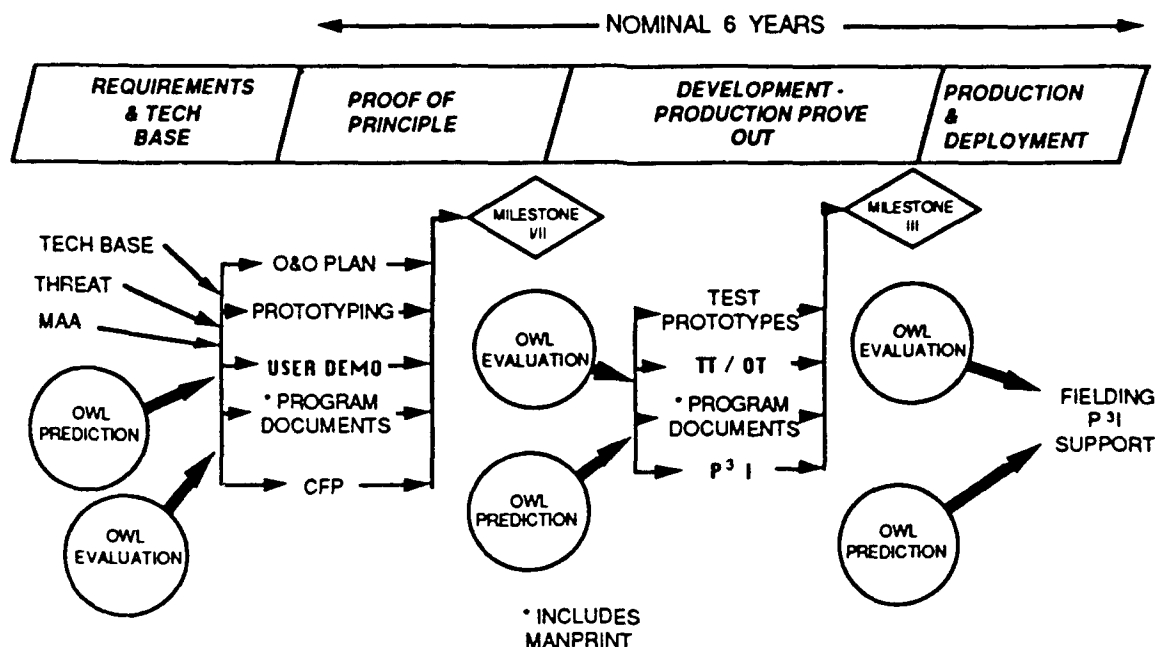 NOMINAL 6 YEARS
REQUIREMENTS
& TECH
BASE
PROOF OF
PRINCIPLE
DEVELOPMENT -
PRODUCTION PROVE
OUT
PRODUCTION
&
DEPLOYMENT
MILESTONE
I/II
MILESTONE
III
TECH BASE
THREAT
MAA
O&O PLAN
PROTOTYPING
USER DEMO
* PROGRAM
DOCUMENTS
CFP
OWL
PREDICTION
OWL
EVALUATION
OWL
EVALUATION
OWL
PREDICTION
TEST
PROTOTYPES
TT / OT
* PROGRAM
DOCUMENTS
P³ I
OWL
EVALUATION
OWL
PREDICTION
FIELDING
P³I
SUPPORT
* INCLUDES
MANPRINT